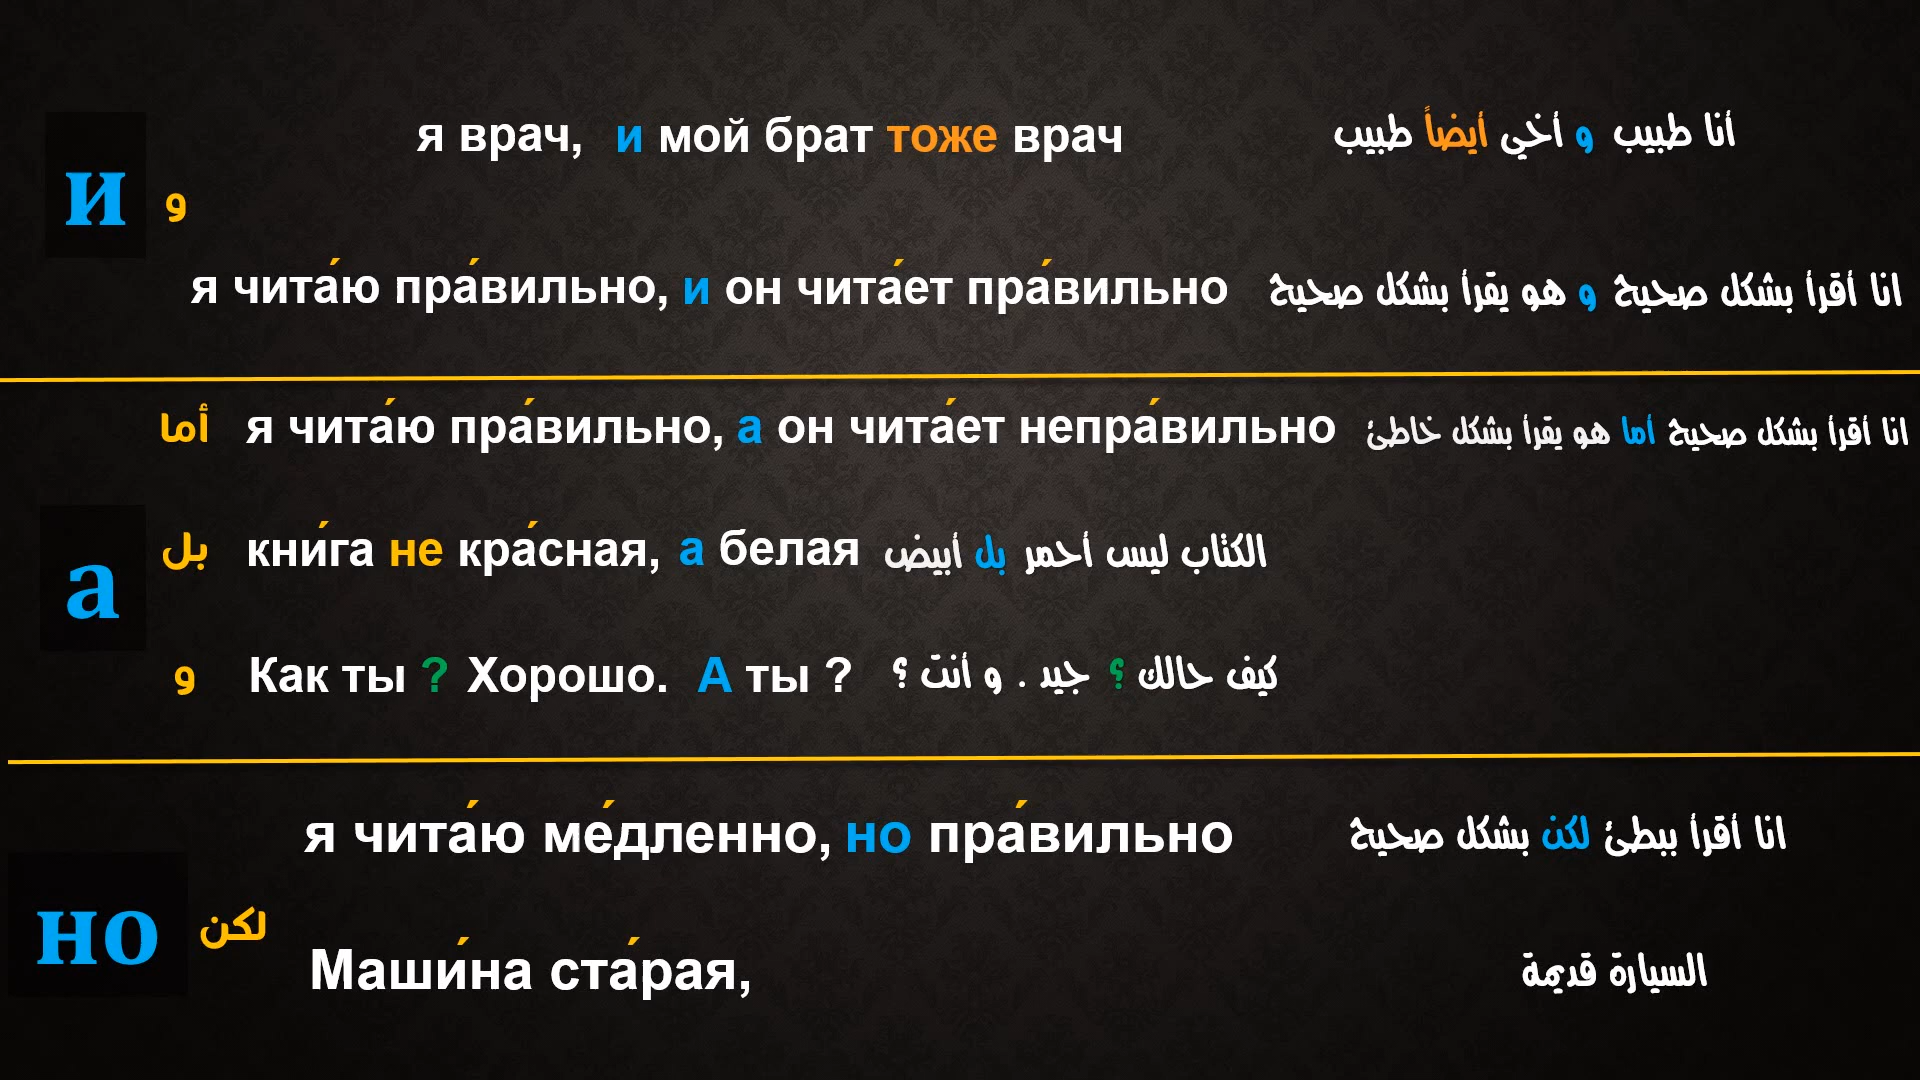 я врач, и мой брат тоже врач أنا طبيب و أخي أيضاً طبيب
и و
я чита́ю пра́вильно, и он чита́ет пра́вильно انا أقرأ بشكل صحيح و هو يقرأ بشكل صحيح
أما я чита́ю пра́вильно, а он чита́ет непра́вильно انا أقرأ بشكل صحيح أما هو يقرأ بشكل خاطئ
а
بل кни́га не кра́сная, а белая الكتاب ليس أحمر بل أبيض
و Как ты ? Хорошо. А ты ? كيف حالك ؟ جيد . و أنت ؟
я чита́ю ме́дленно, но пра́вильно انا أقرأ ببطئ لكن بشكل صحيح
но لكن
Маши́на ста́рая, السيارة قديمة